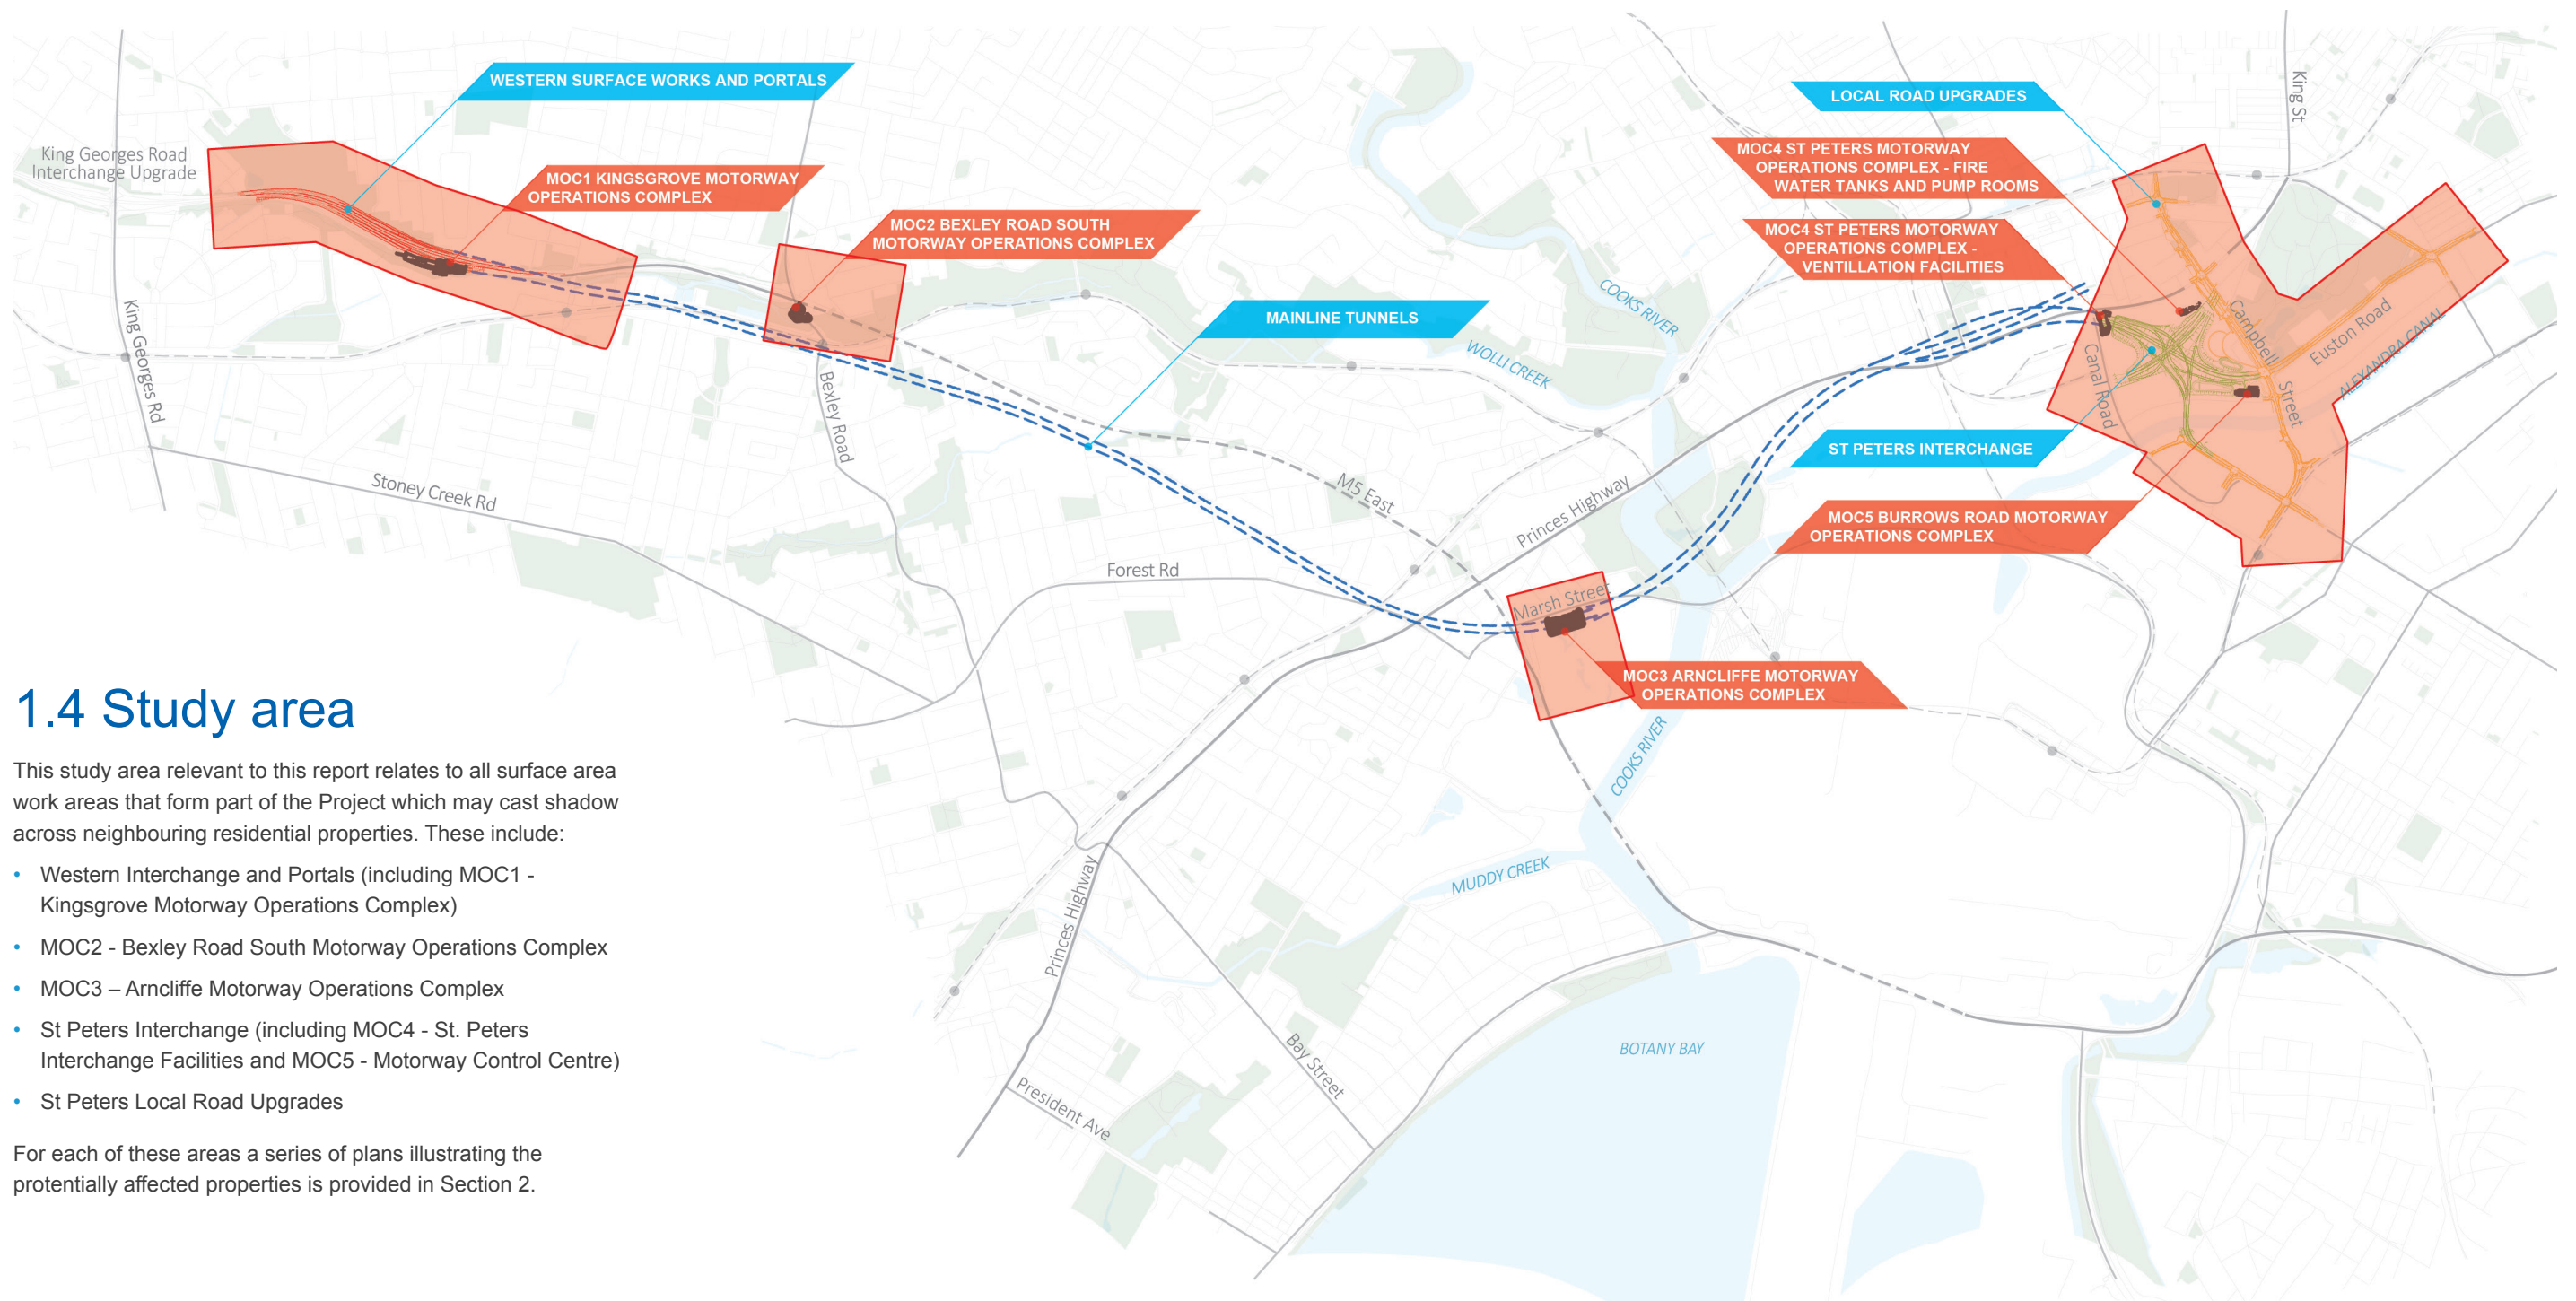 WESTERN SURFACE WORKS AND PORTALS
LOCAL ROAD UPGRADES
King St
King Georges Road
Interchange Upgrade
MOC1 KINGSGROVE MOTORWAY
OPERATIONS COMPLEX
MOC4 ST PETERS MOTORWAY
OPERATIONS COMPLEX - FIRE
WATER TANKS AND PUMP ROOMS
MOC2 BEXLEY ROAD SOUTH
MOTORWAY OPERATIONS COMPLEX
MOC4 ST PETERS MOTORWAY
OPERATIONS COMPLEX -
VENTILLATION FACILITIES
King Georges Rd
MAINLINE TUNNELS
COOKS RIVER
WOLLI CREEK
Campbell
Street
Euston Road
ALEXANDRA CANAL
Canal Road
Bexley Road
ST PETERS INTERCHANGE
Stoney Creek Rd
M5 East
Princes Highway
MOC5 BURROWS ROAD MOTORWAY
OPERATIONS COMPLEX
Forest Rd
Marsh Street
MOC3 ARNCLIFFE MOTORWAY
OPERATIONS COMPLEX
COOKS RIVER
MUDDY CREEK
Princes Highway
Bay Street
BOTANY BAY
President Ave
1.4 Study area
This study area relevant to this report relates to all surface area
work areas that form part of the Project which may cast shadow
across neighbouring residential properties. These include:
• Western Interchange and Portals (including MOC1 -
Kingsgrove Motorway Operations Complex)
• MOC2 - Bexley Road South Motorway Operations Complex
• MOC3 – Arncliffe Motorway Operations Complex
• St Peters Interchange (including MOC4 - St. Peters
Interchange Facilities and MOC5 - Motorway Control Centre)
• St Peters Local Road Upgrades
For each of these areas a series of plans illustrating the
protentially affected properties is provided in Section 2.